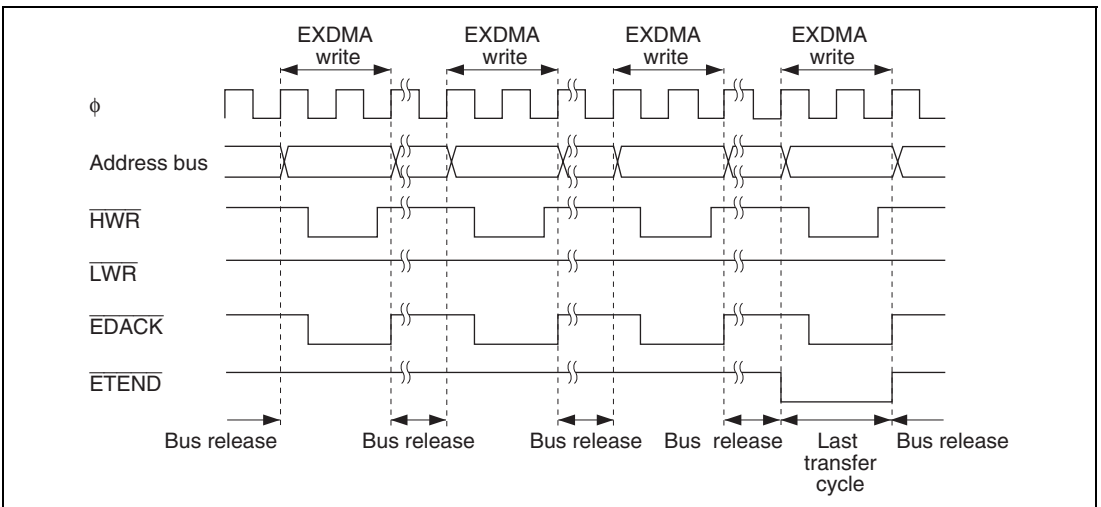 EXDMA EXDMA EXDMA EXDMA
write write write write
ϕ
Address bus
HWR
LWR
EDACK
ETEND
Bus release Bus release Bus release Bus release Last Bus release
transfer
cycle